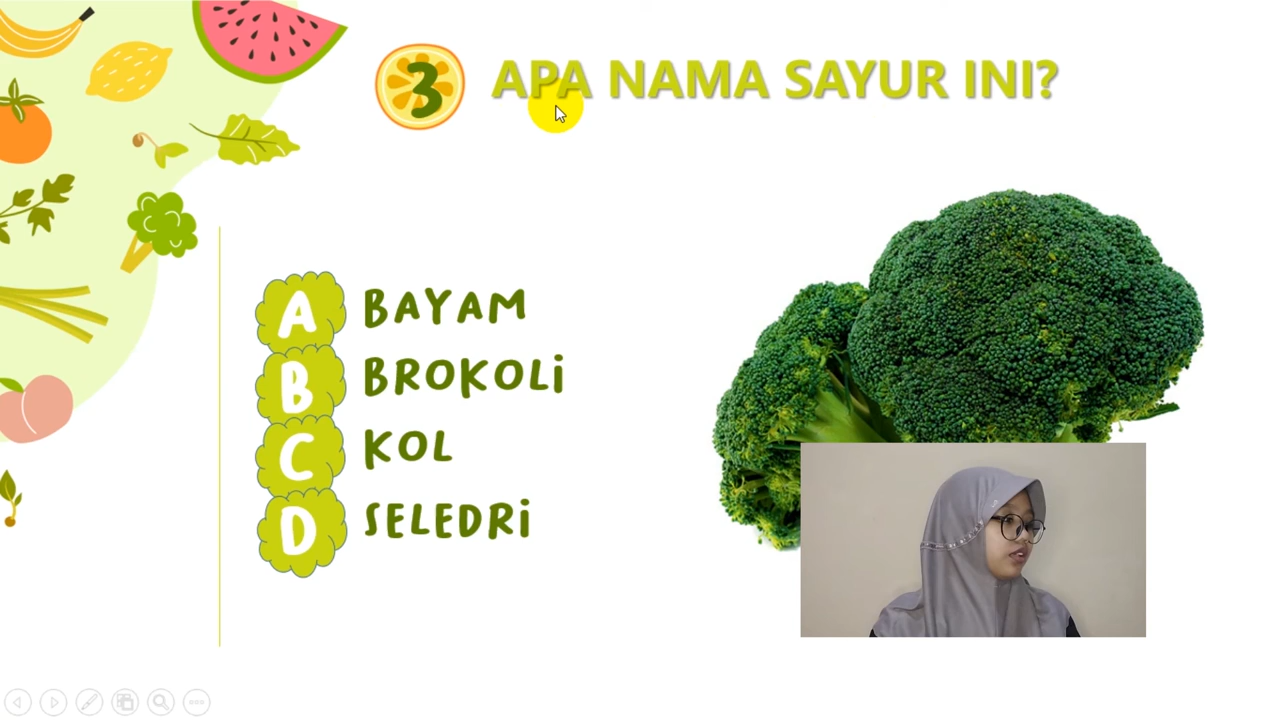 3 APA NAMA SAYUR INI?
A BAYAM
B BROKOLI
C KOL
D SELEDRI